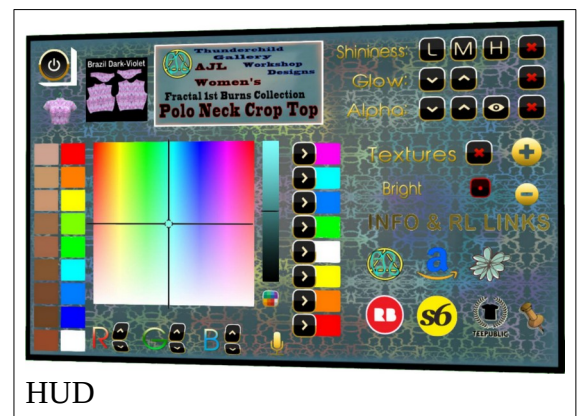 Brazil Dark-Violet
Thunderchild
Gallery
AJL Workshop
Designs
Women's
Fractal 1st Burns Collection
Polo Neck Crop Top
Shininess: L M H
Glow:
Alpha:
Textures
Bright
INFO & RL LINKS
a
RB
s6
TEEPUBLIC
R G B
HUD